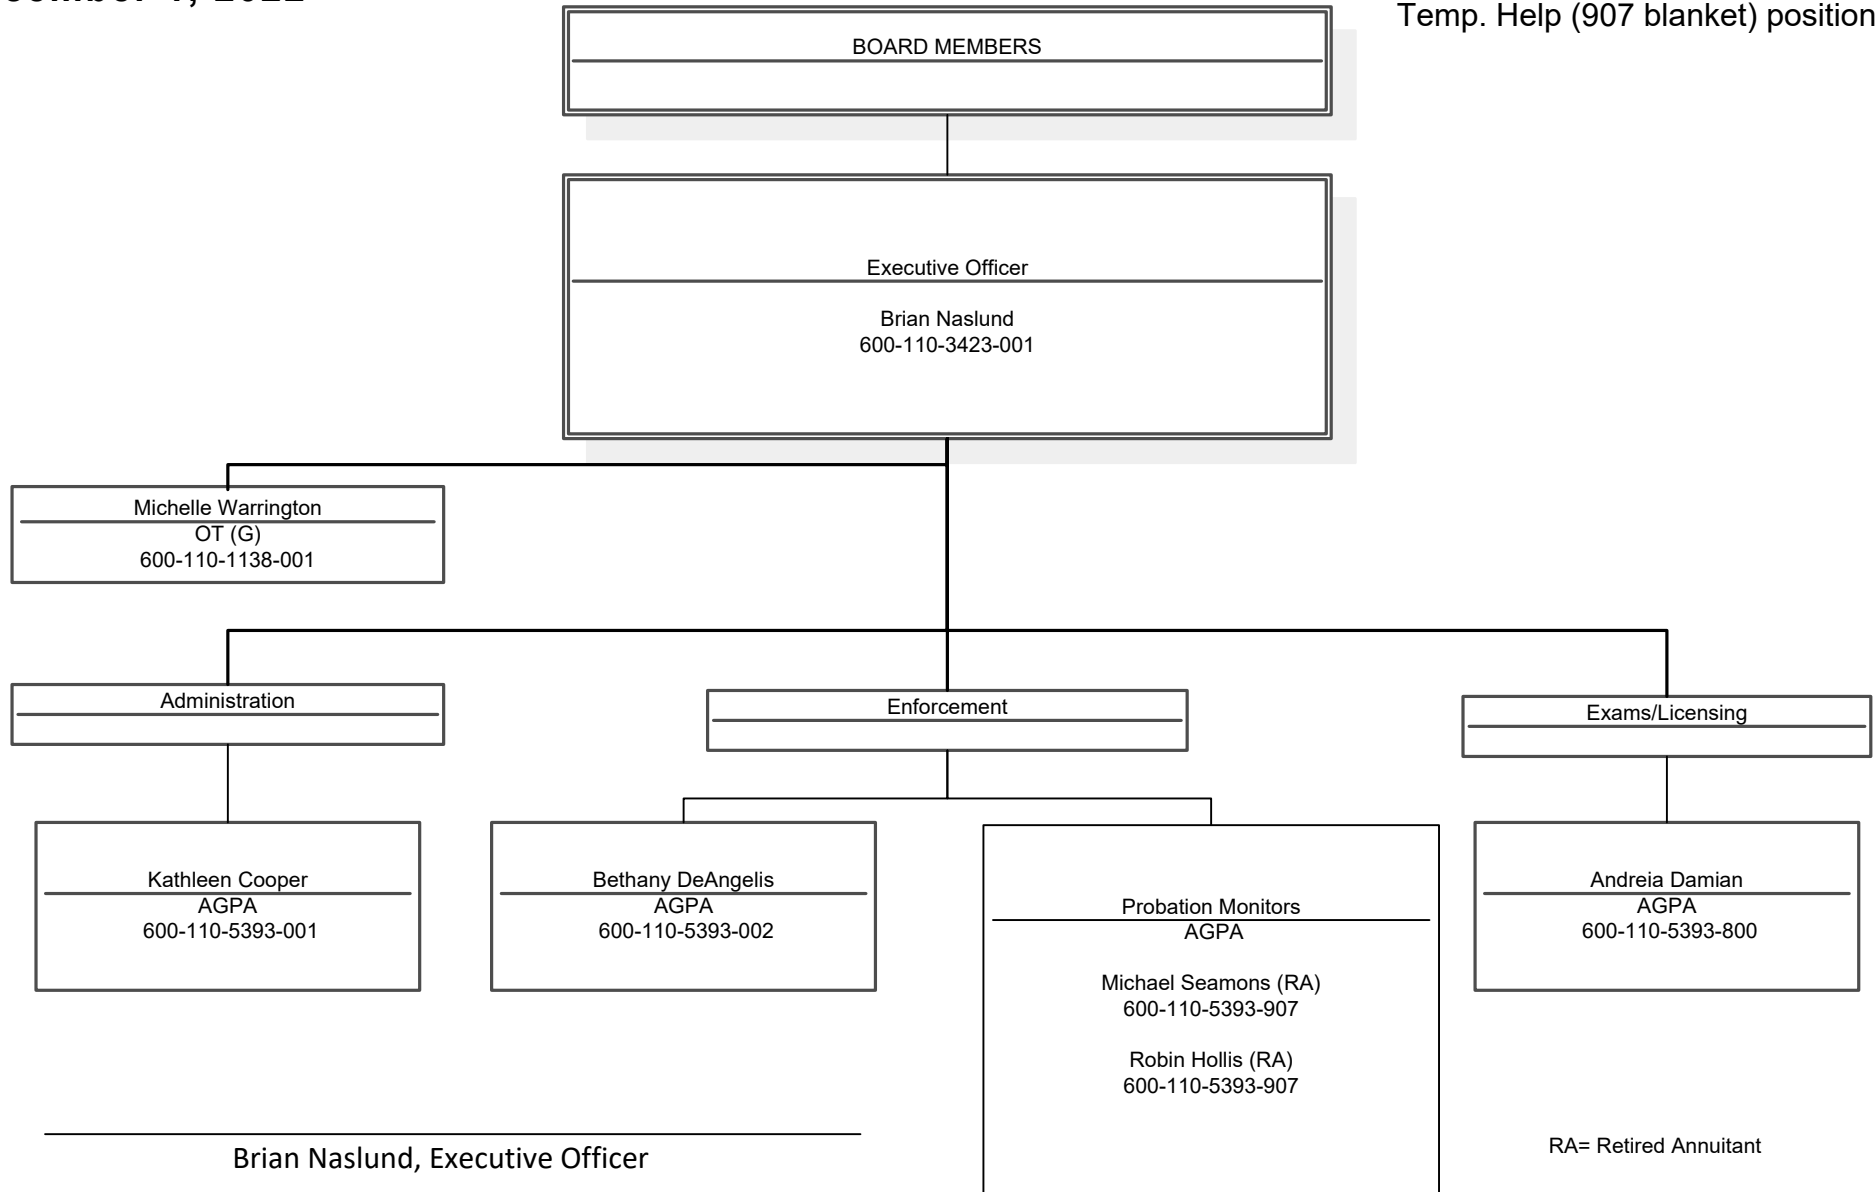 Temp. Help (907 blanket) position
BOARD MEMBERS
Executive Officer
Brian Naslund
600-110-3423-001
Michelle Warrington
OT (G)
600-110-1138-001
Administration
Enforcement
Exams/Licensing
Kathleen Cooper
AGPA
600-110-5393-001
Bethany DeAngelis
AGPA
600-110-5393-002
Probation Monitors
AGPA
Michael Seamons (RA)
600-110-5393-907
Robin Hollis (RA)
600-110-5393-907
Andreia Damian
AGPA
600-110-5393-800
Brian Naslund, Executive Officer
RA= Retired Annuitant